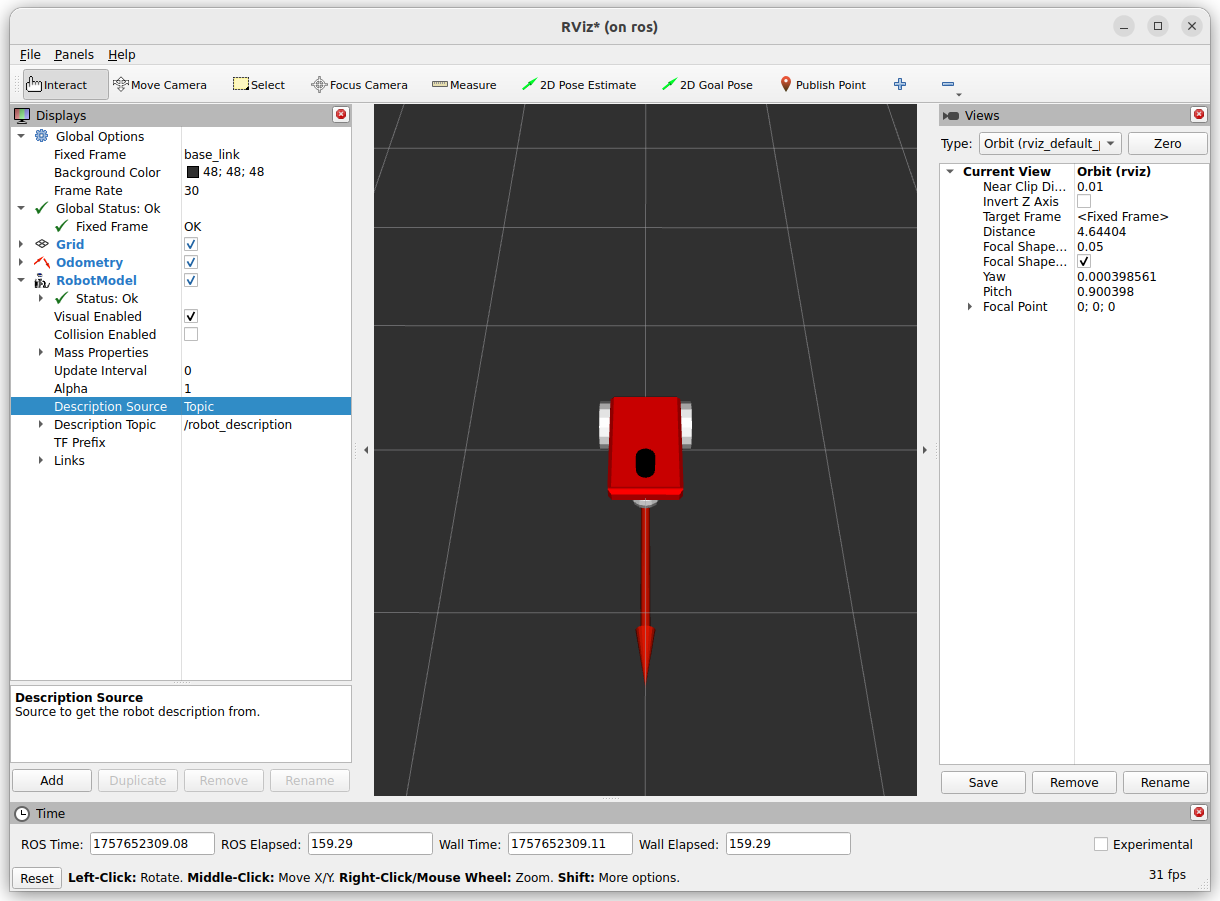 RViz* (on ros)
File Panels Help
Interact Move Camera Select Focus Camera Measure 2D Pose Estimate 2D Goal Pose Publish Point
Displays
Global Options
Fixed Frame base_link
Background Color 48; 48; 48
Frame Rate 30
Global Status: Ok
Fixed Frame OK
Grid
Odometry
RobotModel
Status: Ok
Visual Enabled
Collision Enabled
Mass Properties
Update Interval 0
Alpha 1
Description Source Topic
Description Topic /robot_description
TF Prefix
Links
Description Source
Source to get the robot description from.
Add Duplicate Remove Rename
Views
Type: Orbit (rviz_default_ Zero
Current View Orbit (rviz)
Near Clip Di... 0.01
Invert Z Axis
Target Frame <Fixed Frame>
Distance 4.64404
Focal Shape... 0.05
Focal Shape...
Yaw 0.000398561
Pitch 0.900398
Focal Point 0; 0; 0
Save Remove Rename
Time
ROS Time: 1757652309.08 ROS Elapsed: 159.29 Wall Time: 1757652309.11 Wall Elapsed: 159.29 Experimental
Reset Left-Click: Rotate. Middle-Click: Move X/Y. Right-Click/Mouse Wheel: Zoom. Shift: More options. 31 fps